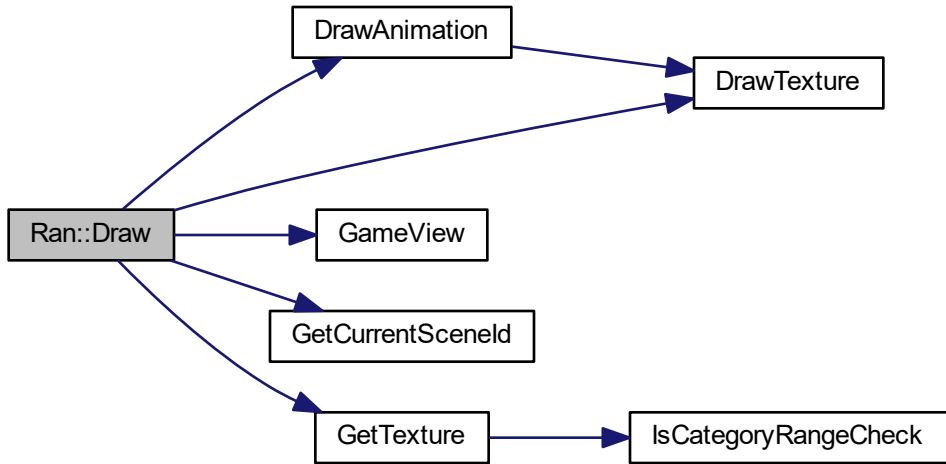 DrawAnimation
DrawTexture
Ran::Draw
GameView
GetCurrentSceneId
GetTexture
IsCategoryRangeCheck